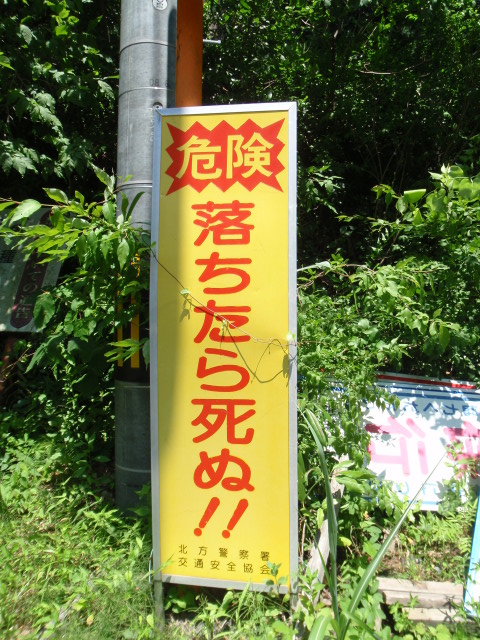 危険
落ちたら死ぬ!!
北方警察署
交通安全協会